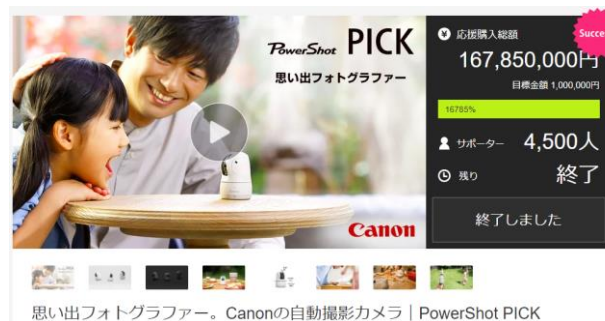 PowerShot PICK
思い出フォトグラファー
Canon
応援購入総額
167,850,000円
目標金額 1,000,000円
16785%
サポーター 4,500人
残り 終了
終了しました
思い出フォトグラファー。Canonの自動撮影カメラ｜PowerShot PICK